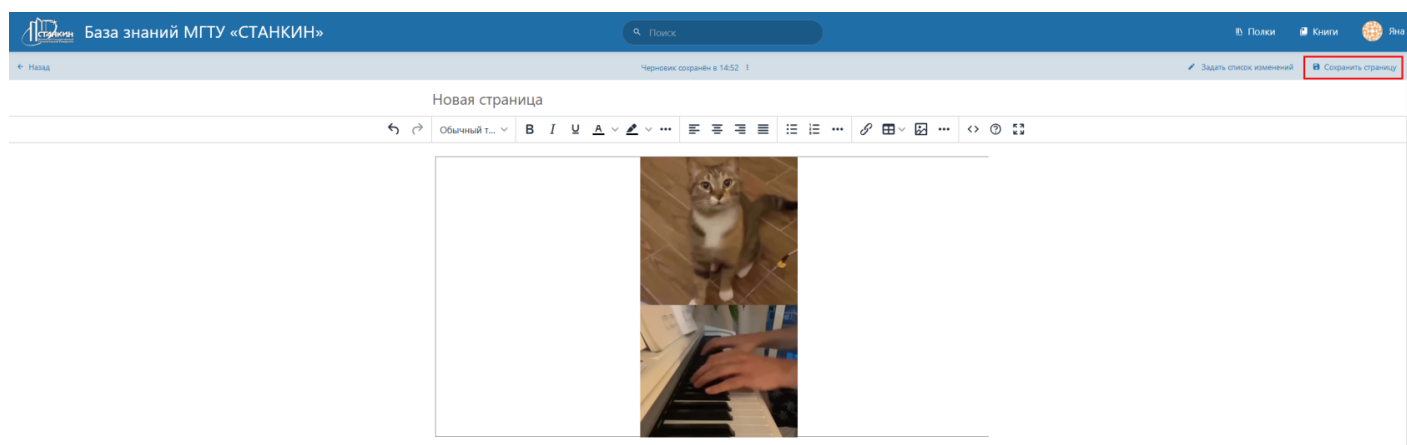 СТАНКИН База знаний МГТУ «СТАНКИН» Поиск Полки Книги Яна
Назад Черновик сохранён в 14:52 Задать список изменений Сохранить страницу
Новая страница
Обычный т... B I U A